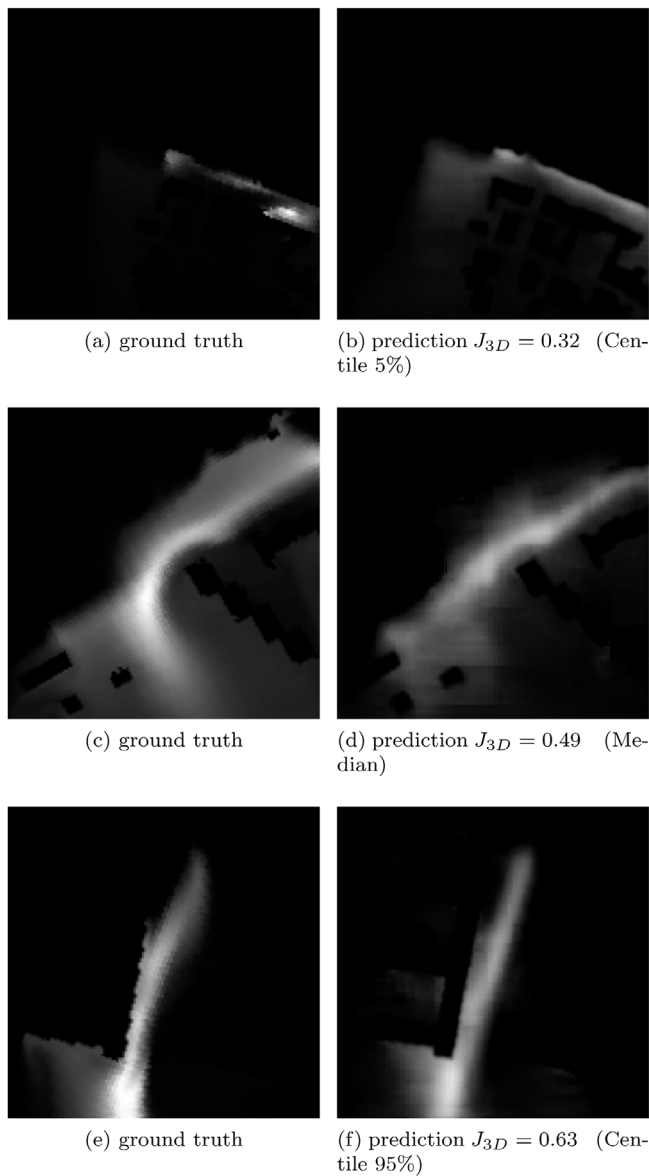 (a) ground truth
(b) prediction J3D = 0.32 (Cen-
tile 5%)
(c) ground truth
(d) prediction J3D = 0.49 (Me-
dian)
(e) ground truth
(f) prediction J3D = 0.63 (Cen-
tile 95%)